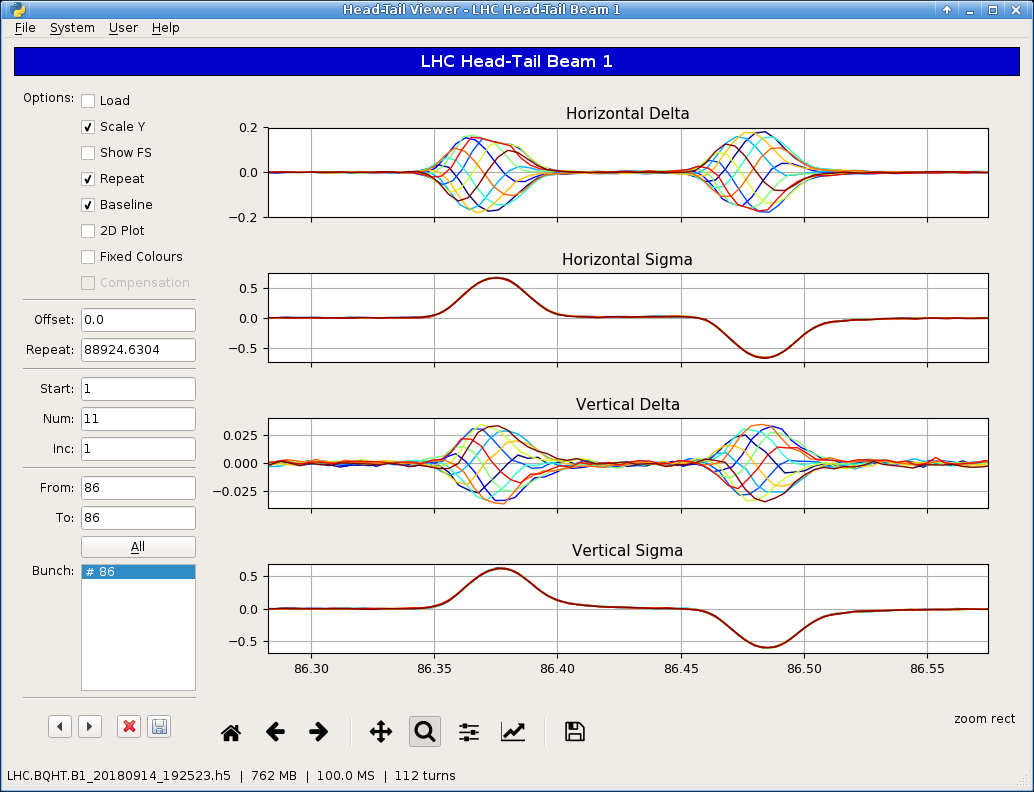 Head-Tail Viewer - LHC Head-Tail Beam 1
File System User Help
LHC Head-Tail Beam 1
Options:
Load
Scale Y
Show FS
Repeat
Baseline
2D Plot
Fixed Colours
Compensation
Offset: 0.0
Repeat: 88924.6304
Start: 1
Num: 11
Inc: 1
From: 86
To: 86
All
Bunch: # 86
Horizontal Delta
0.2
0.0
−0.2
Horizontal Sigma
0.5
0.0
−0.5
Vertical Delta
0.025
0.000
−0.025
Vertical Sigma
0.5
0.0
−0.5
86.30 86.35 86.40 86.45 86.50 86.55
zoom rect
LHC.BQHT.B1_20180914_192523.h5 | 762 MB | 100.0 MS | 112 turns